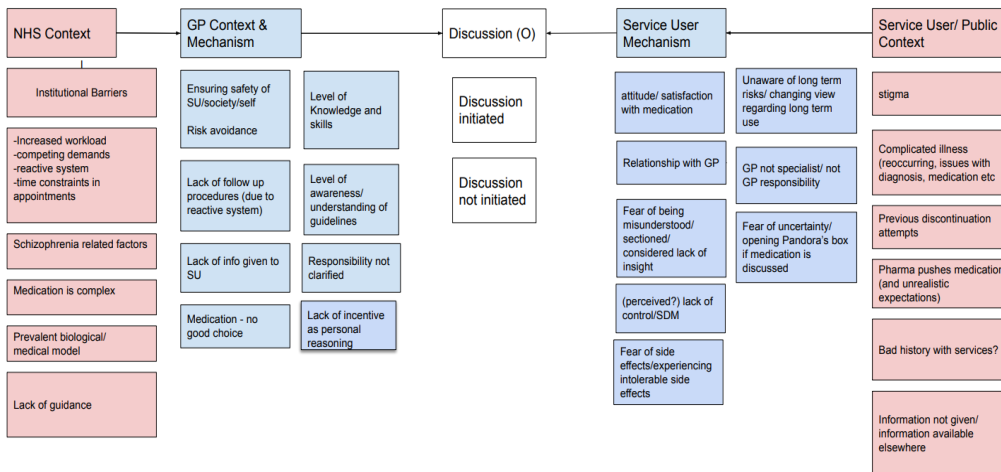 NHS Context
GP Context &
Mechanism
Discussion (O)
Service User
Mechanism
Service User/ Public
Context
Institutional Barriers
-Increased workload
-competing demands
-reactive system
-time constraints in
appointments
Schizophrenia related factors
Medication is complex
Prevalent biological/
medical model
Lack of guidance
Ensuring safety of
SU/society/self
Risk avoidance
Lack of follow up
procedures (due to
reactive system)
Lack of info given to
SU
Medication - no
good choice
Level of
Knowledge and
skills
Level of
awareness/
understanding of
guidelines
Responsibility not
clarified
Lack of incentive
as personal
reasoning
Discussion
initiated
Discussion
not initiated
attitude/ satisfaction
with medication
Relationship with GP
Fear of being
misunderstood/
sectioned/
considered lack of
insight
(perceived?) lack of
control/SDM
Fear of side
effects/experiencing
intolerable side
effects
Unaware of long term
risks/ changing view
regarding long term
use
GP not specialist/ not
GP responsibility
Fear of uncertainty/
opening Pandora's box
if medication is
discussed
stigma
Complicated illness
(reoccurring, issues with
diagnosis, medication etc
Previous discontinuation
attempts
Pharma pushes medication
(and unrealistic
expectations)
Bad history with services?
Information not given/
information available
elsewhere